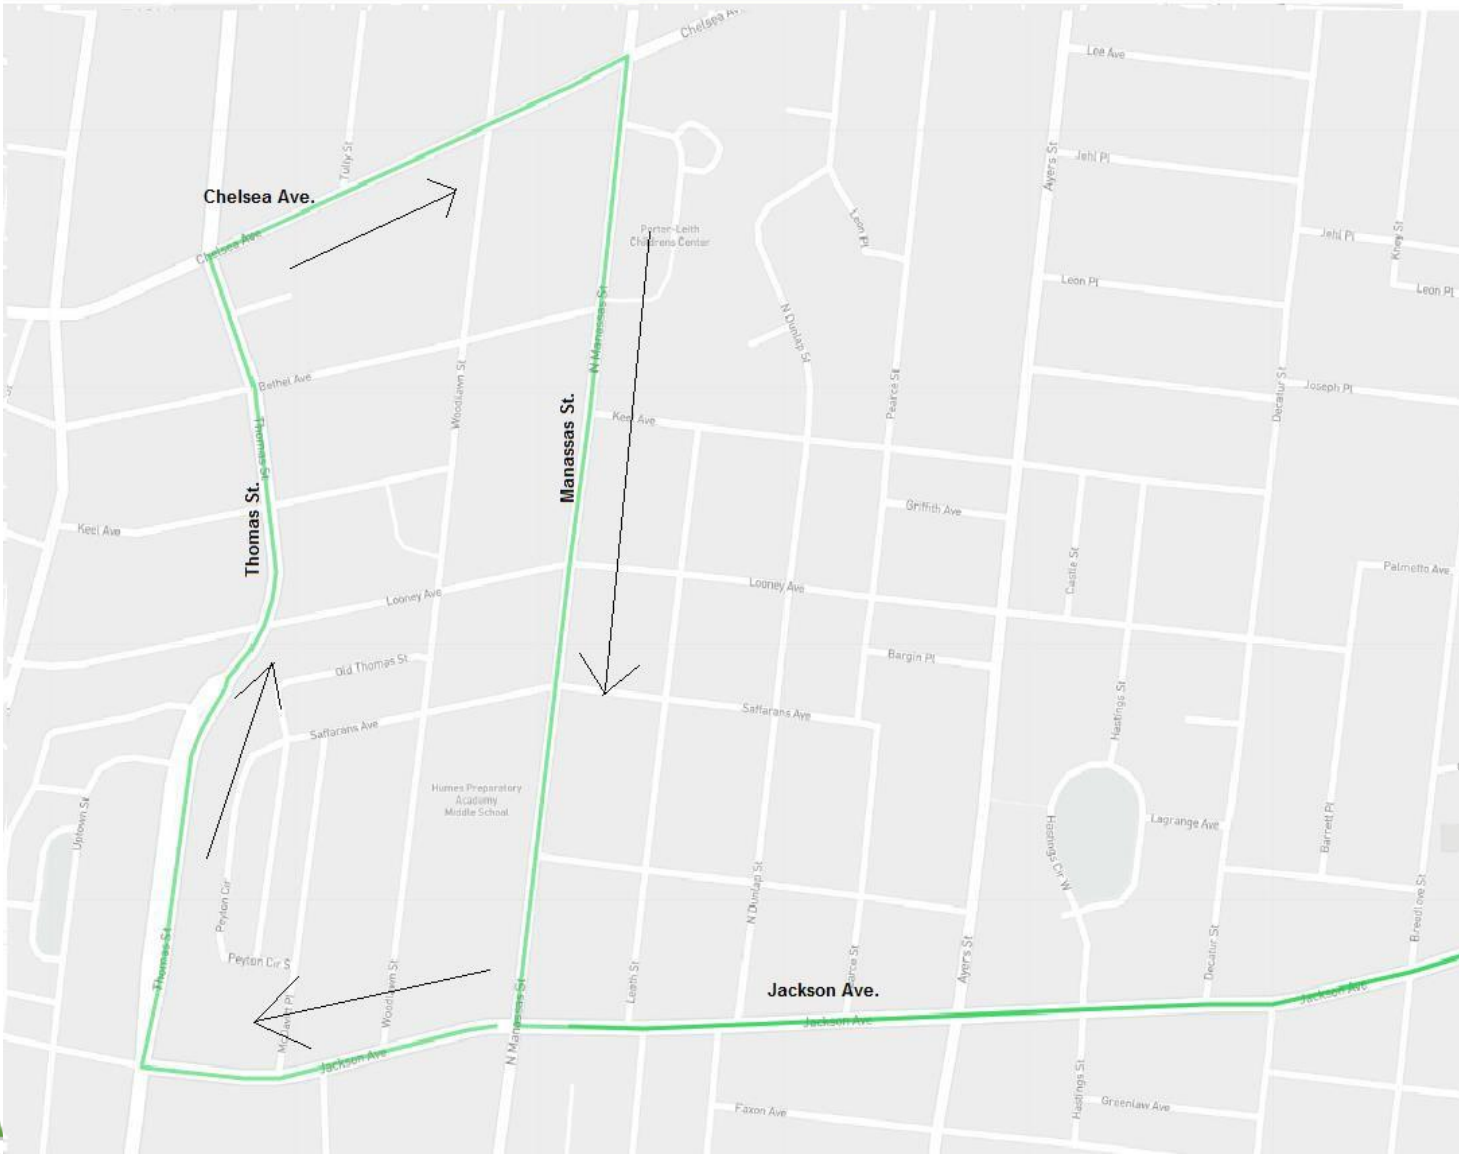 Chelsea Av
Lee Ave
Tully St
Ayers St
Jehl Pl
Chelsea Ave.
Chelsea Ave
Porter-Leith
Childrens Center
Leon Pl
Jehl Pl
Kney St
Leon Pl
Leon Pl
N Manassas St
N Dunlap St
Bethel Ave
Woodlawn St
Pearce St
Decatur St
Joseph Pl
Manassas St.
Keel Ave
Thomas St
Thomas St.
Keel Ave
Griffith Ave
Castle St
Palmetto Ave
Looney Ave
Looney Ave
Old Thomas St
Bargin Pl
Hastings St
Saffarans Ave
Saffarans Ave
Humes Preparatory
Academy
Middle School
Uptown St
Hastings Cir W
Lagrange Ave
Barrett Pl
Peyton Cir
N Dunlap St
Breedlove St
Thomas St
Peyton Cir S
Woodlawn St
Leath St
earce St
Ayers St
Decatur St
Jackson Ave.
Jackson Ave
Jackson Ave
N Manassas St
Jackson Ave
Hastings St
Faxon Ave
Greenlaw Ave